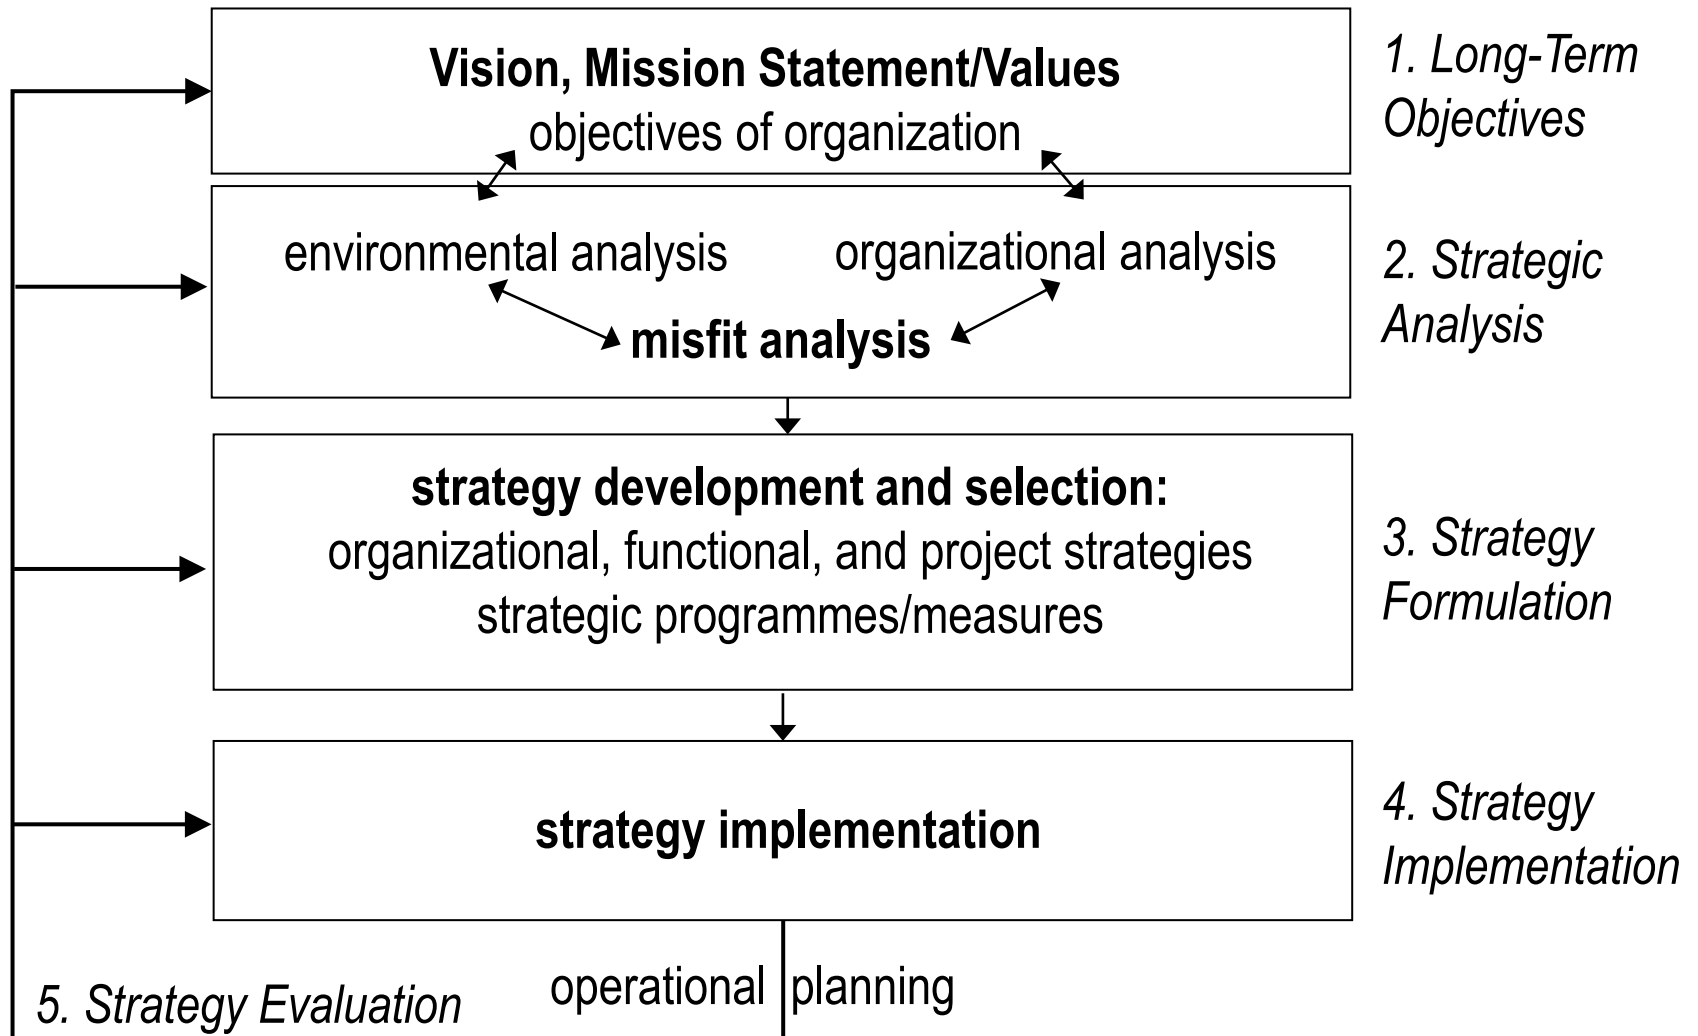 Vision, Mission Statement/Values
objectives of organization
1. Long-Term
Objectives
environmental analysis
organizational analysis
misfit analysis
2. Strategic
Analysis
strategy development and selection:
organizational, functional, and project strategies
strategic programmes/measures
3. Strategy
Formulation
strategy implementation
4. Strategy
Implementation
5. Strategy Evaluation
operational planning